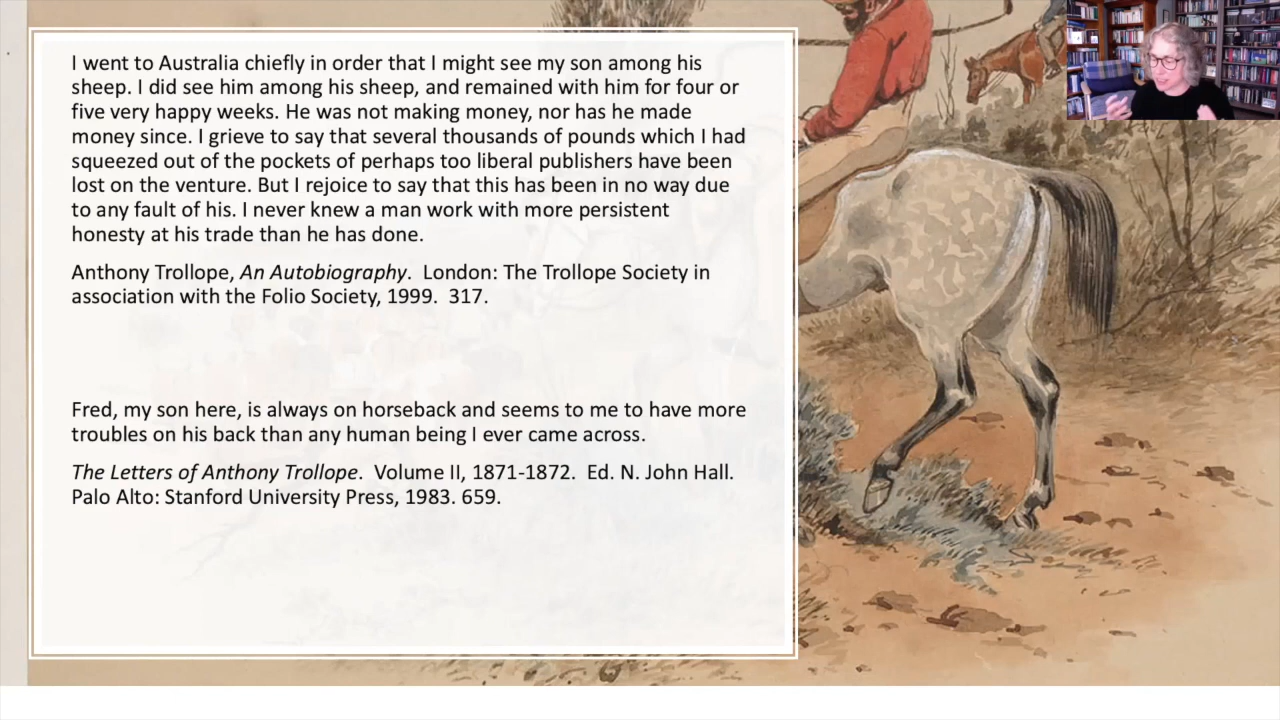 I went to Australia chiefly in order that I might see my son among his
sheep. I did see him among his sheep, and remained with him for four or
five very happy weeks. He was not making money, nor has he made
money since. I grieve to say that several thousands of pounds which I had
squeezed out of the pockets of perhaps too liberal publishers have been
lost on the venture. But I rejoice to say that this has been in no way due
to any fault of his. I never knew a man work with more persistent
honesty at his trade than he has done.
Anthony Trollope, An Autobiography. London: The Trollope Society in
association with the Folio Society, 1999. 317.
Fred, my son here, is always on horseback and seems to me to have more
troubles on his back than any human being I ever came across.
The Letters of Anthony Trollope. Volume II, 1871-1872. Ed. N. John Hall.
Palo Alto: Stanford University Press, 1983. 659.